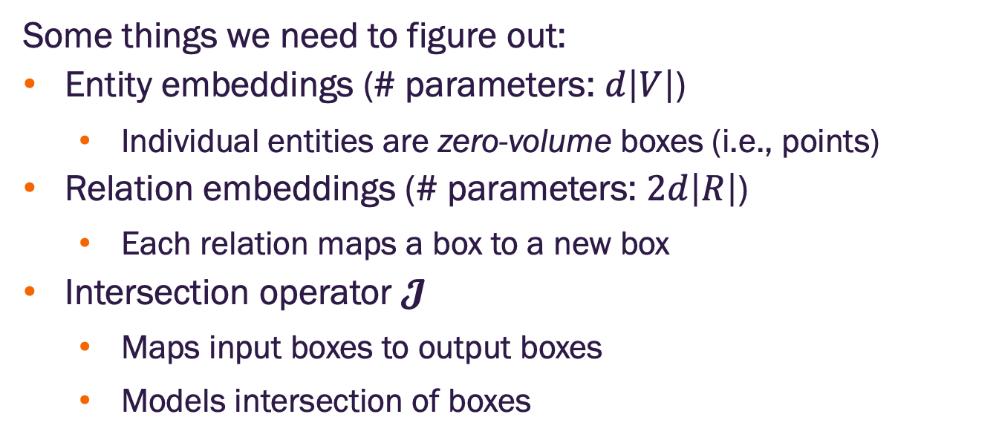 Some things we need to figure out:
• Entity embeddings (# parameters: d|V|)
• Individual entities are zero-volume boxes (i.e., points)
• Relation embeddings (# parameters: 2d|R|)
• Each relation maps a box to a new box
• Intersection operator 𝓙
• Maps input boxes to output boxes
• Models intersection of boxes